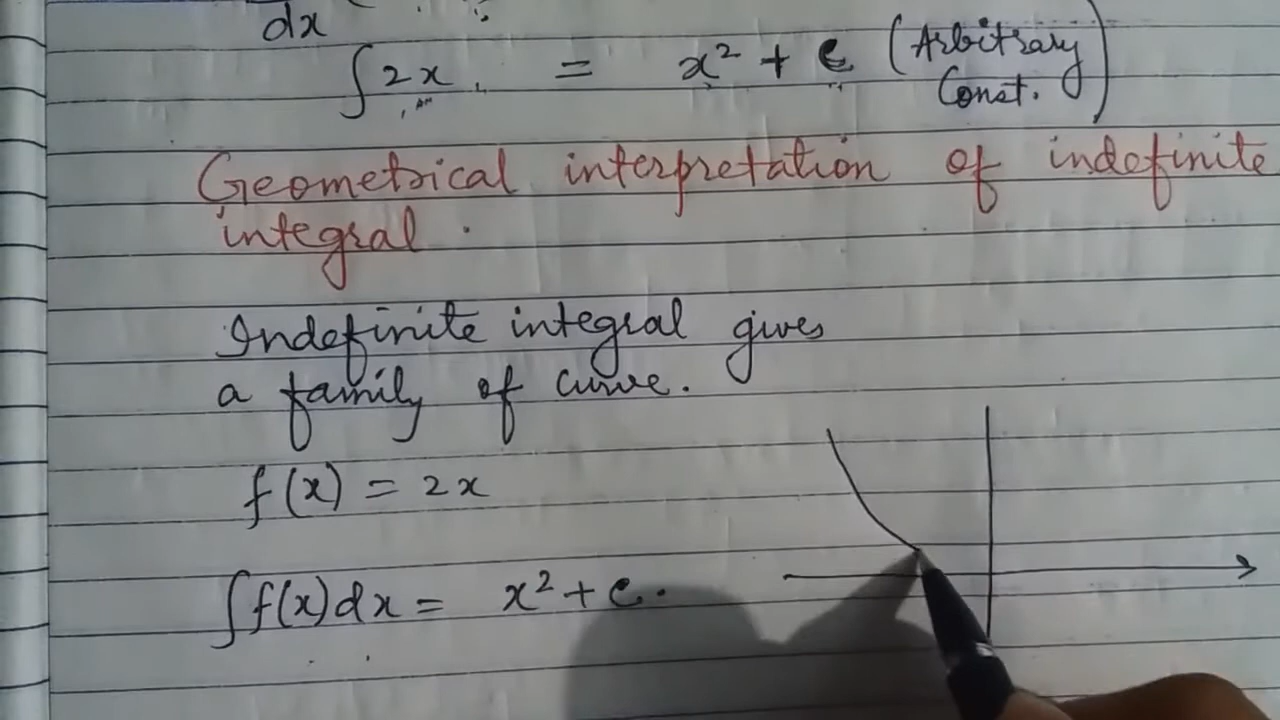 dx
∫2x = x² + c (Arbitrary
Const.)
Geometrical interpretation of indefinite
integral.
Indefinite integral gives
a family of curve.
f(x) = 2x
∫f(x)dx = x² + c.